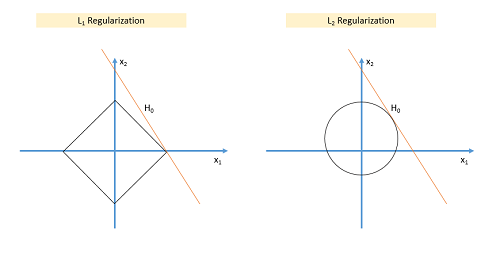 L₁ Regularization
x₂
H₀
x₁
L₂ Regularization
x₂
H₀
x₁